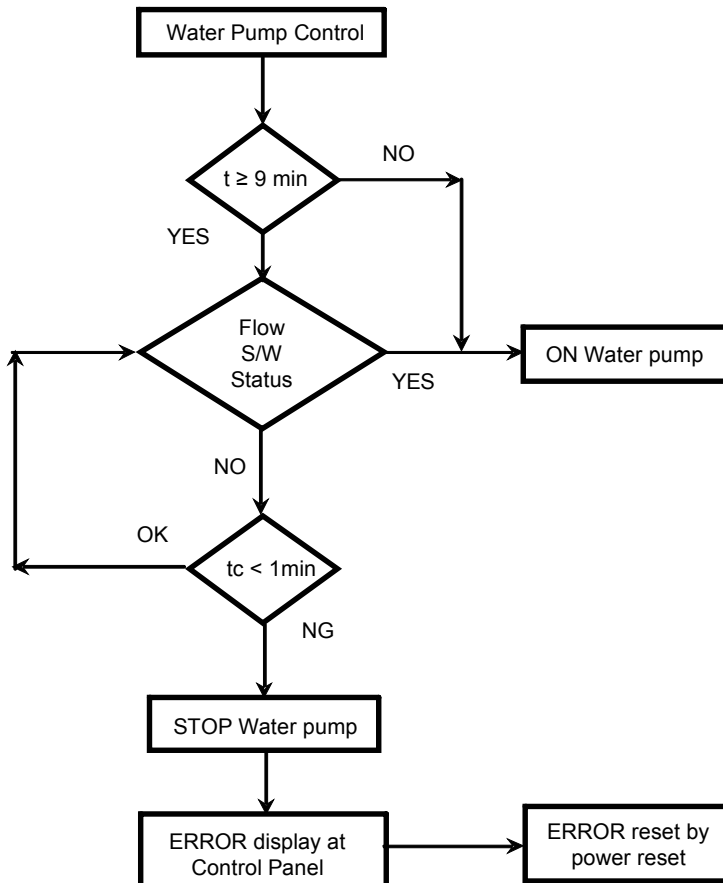 Water Pump Control
t ≥ 9 min
NO
YES
Flow
S/W
Status
YES
ON Water pump
NO
OK
tc < 1min
NG
STOP Water pump
ERROR display at
Control Panel
ERROR reset by
power reset